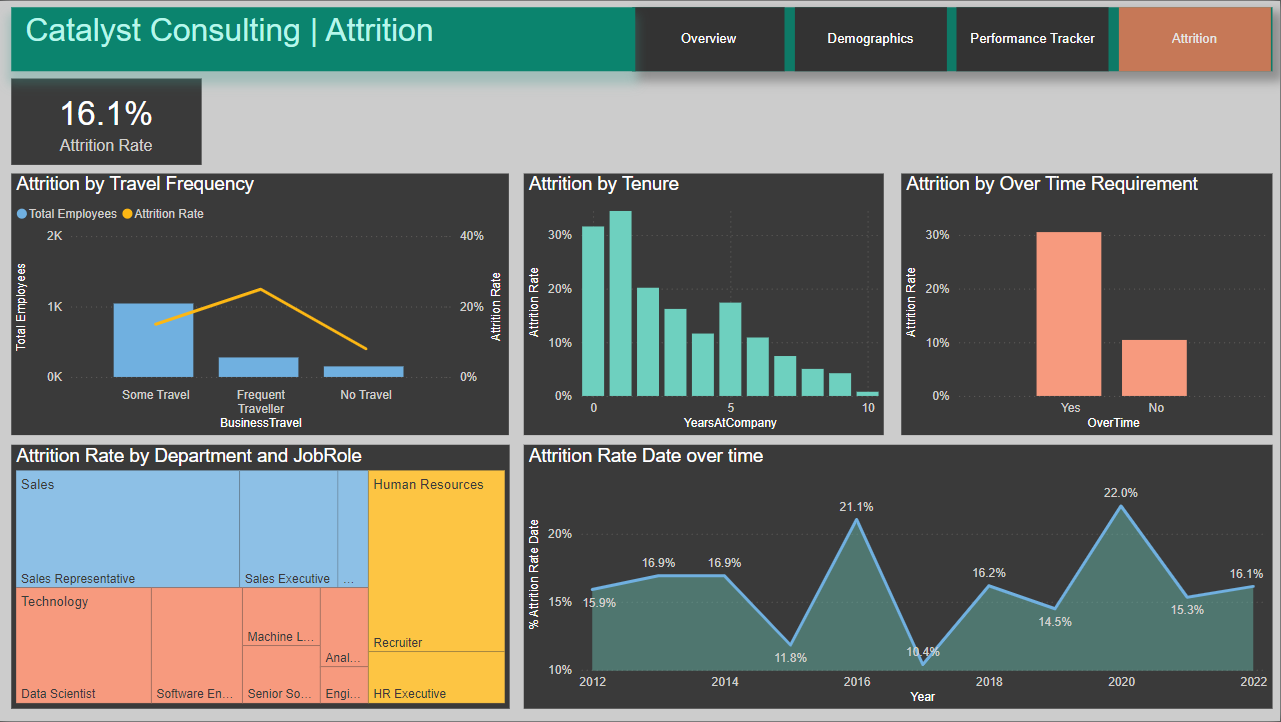 Catalyst Consulting | Attrition
Overview
Demographics
Performance Tracker
Attrition
16.1%
Attrition Rate
Attrition by Travel Frequency
Total Employees
Attrition Rate
2K
1K
0K
40%
20%
0%
Total Employees
Attrition Rate
Some Travel
Frequent
Traveller
No Travel
BusinessTravel
Attrition by Tenure
30%
20%
10%
0%
Attrition Rate
0
5
10
YearsAtCompany
Attrition by Over Time Requirement
30%
20%
10%
0%
Attrition Rate
Yes
No
OverTime
Attrition Rate by Department and JobRole
Sales
Sales Representative
Sales Executive
...
Technology
Data Scientist
Software En...
Machine L...
Senior So...
Anal...
Engi...
Human Resources
Recruiter
HR Executive
Attrition Rate Date over time
20%
15%
10%
% Attrition Rate Date
15.9%
16.9%
16.9%
11.8%
21.1%
10.4%
16.2%
14.5%
22.0%
15.3%
16.1%
2012
2014
2016
2018
2020
2022
Year